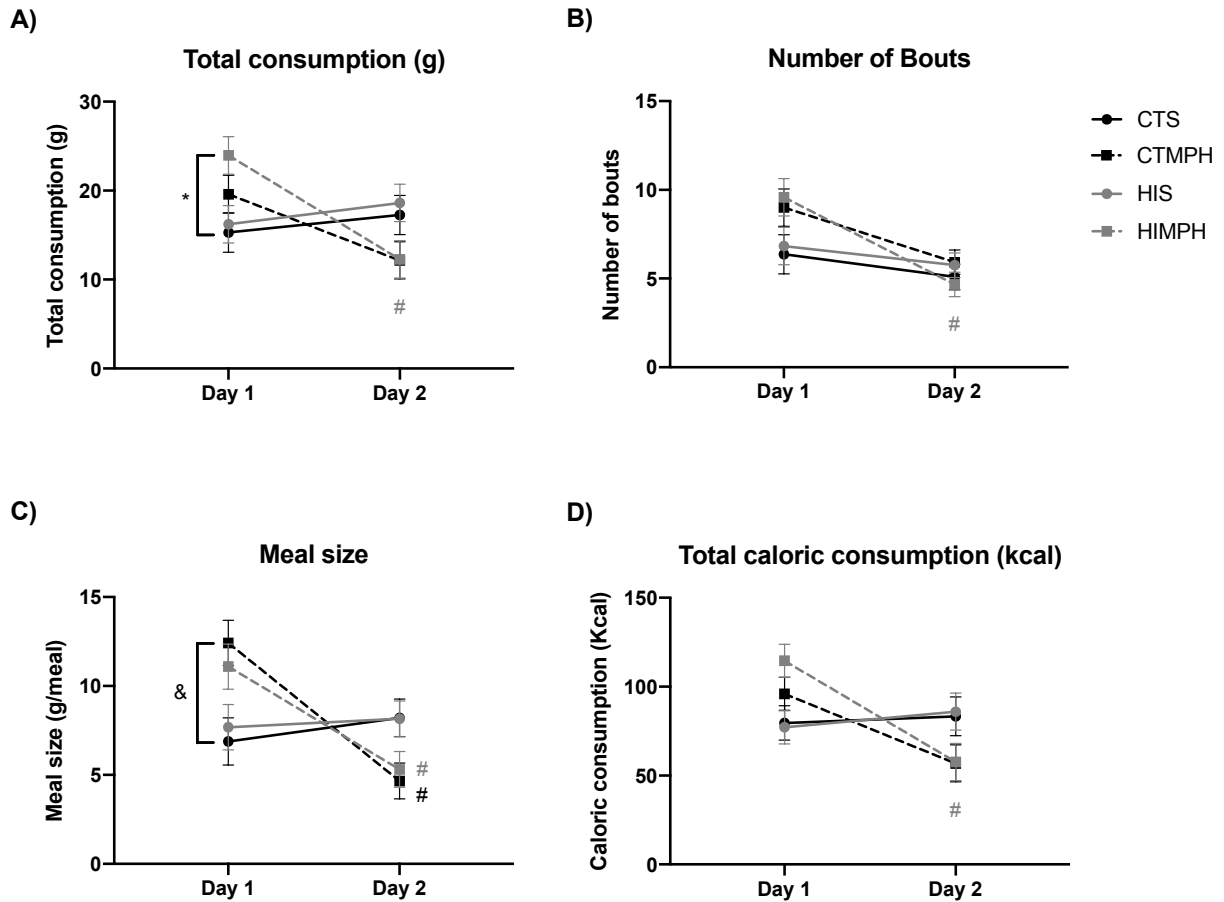 A)
Total consumption (g)
Total consumption (g)
30
20
10
0
*
#
Day 1
Day 2
B)
Number of Bouts
Number of bouts
15
10
5
0
#
Day 1
Day 2
CTS
CTMPH
HIS
HIMPH
C)
Meal size
Meal size (g/meal)
15
10
5
0
&
#
#
Day 1
Day 2
D)
Total caloric consumption (kcal)
Caloric consumption (Kcal)
150
100
50
0
#
Day 1
Day 2